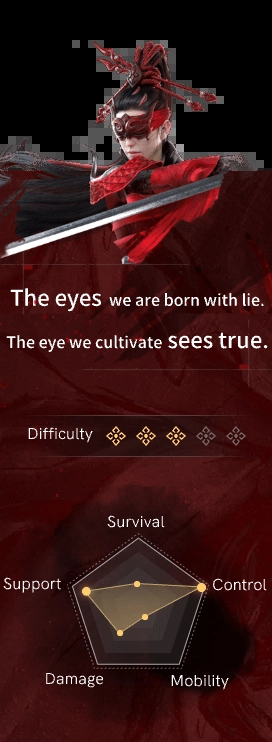 The eyes we are born with lie.
The eye we cultivate sees true.
Difficulty
Survival
Support
Control
Damage
Mobility